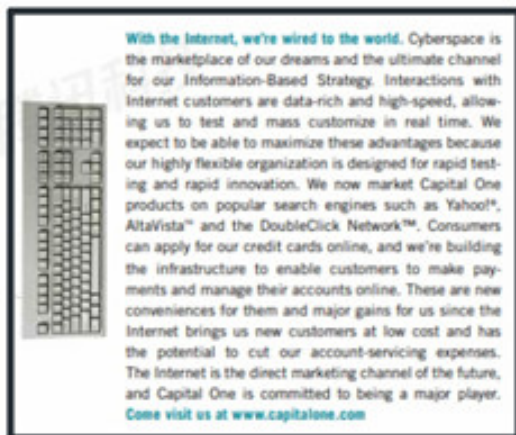 With the Internet, we're wired to the world. Cyberspace is
the marketplace of our dreams and the ultimate channel
for our Information-Based Strategy. Interactions with
Internet customers are data-rich and high-speed, allow-
ing us to test and mass customize in real time. We
expect to be able to maximize these advantages because
our highly flexible organization is designed for rapid test-
ing and rapid innovation. We now market Capital One
products on popular search engines such as Yahoo!®,
AltaVista™ and the DoubleClick Network™. Consumers
can apply for our credit cards online, and we're building
the infrastructure to enable customers to make pay-
ments and manage their accounts online. These are new
conveniences for them and major gains for us since the
Internet brings us new customers at low cost and has
the potential to cut our account-servicing expenses.
The Internet is the direct marketing channel of the future,
and Capital One is committed to being a major player.
Come visit us at www.capitalone.com